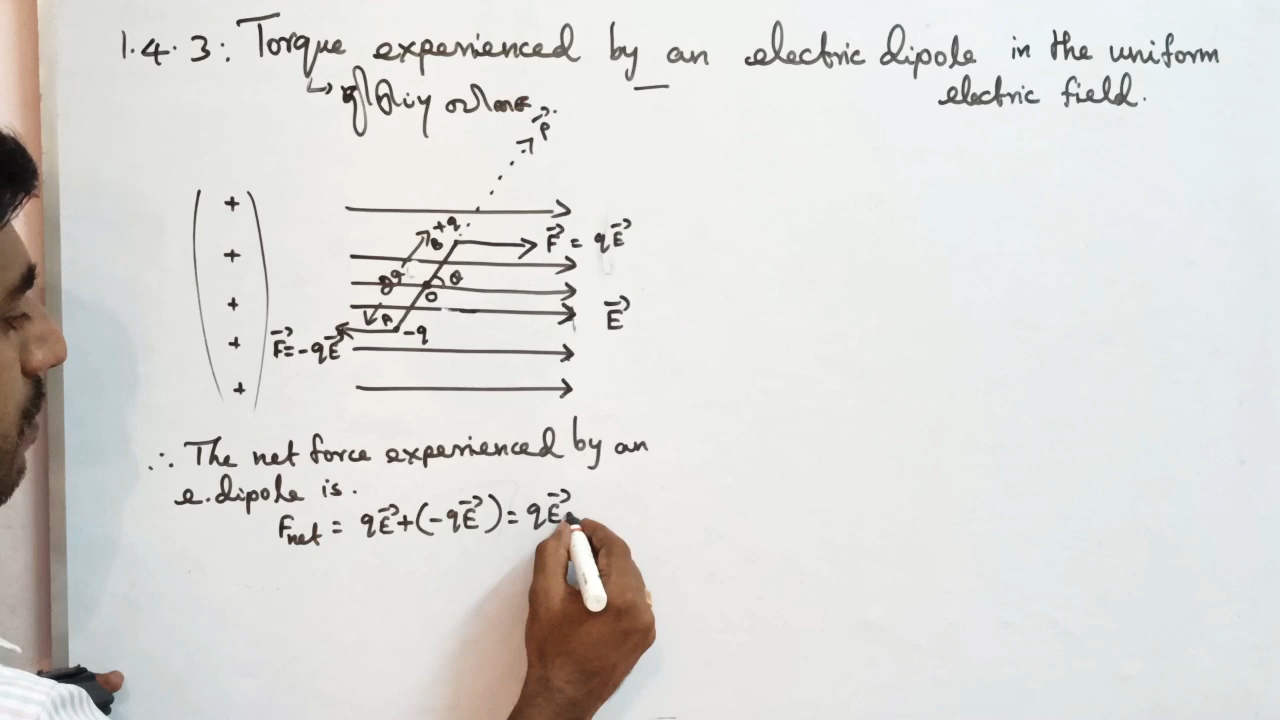 1.4.3: Torque experienced by an electric dipole in the uniform
electric field.
P⃗
+ + + + +
+q
B
F⃗ = qE⃗
2a
θ
O
E⃗
A
-q
F⃗=-qE⃗
∴ The net force experienced by an
e.dipole is.
Fnet = qE⃗+(-qE⃗)= qE⃗